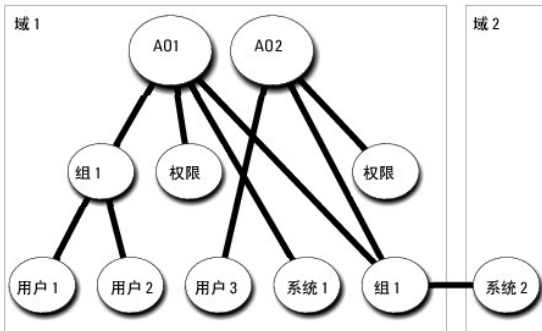 域 1
域 2
A01
A02
组 1
权限
权限
用户 1
用户 2
用户 3
系统 1
组 1
系统 2